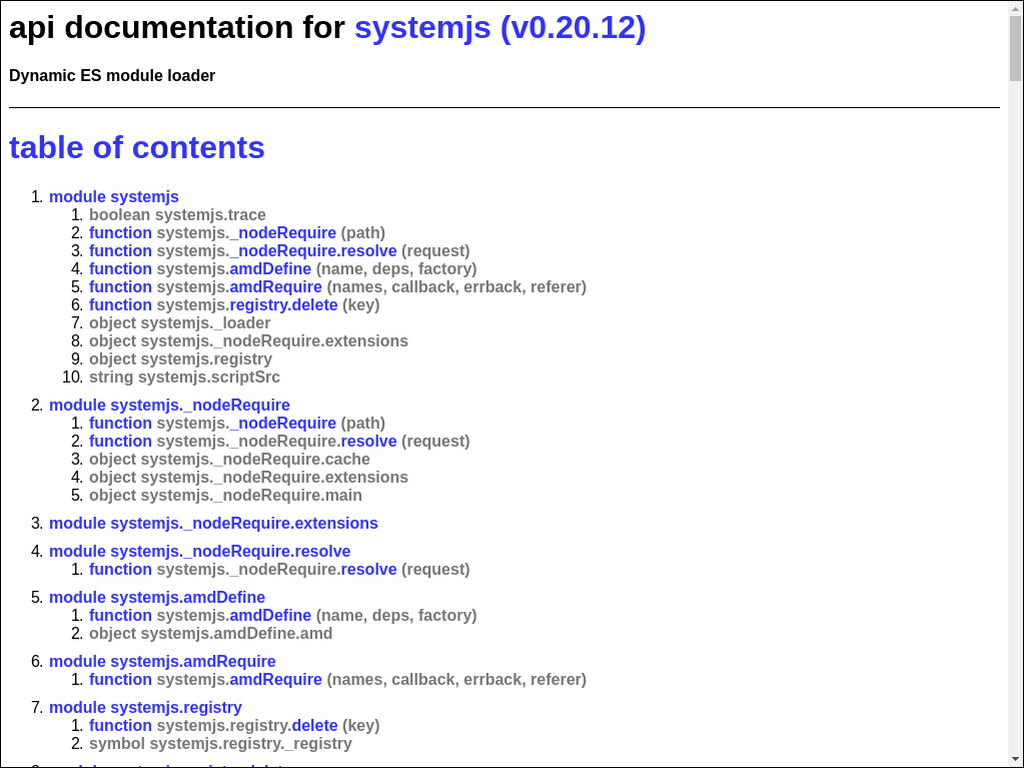 api documentation for systemjs (v0.20.12)
Dynamic ES module loader
table of contents
1. module systemjs
1. boolean systemjs.trace
2. function systemjs._nodeRequire (path)
3. function systemjs._nodeRequire.resolve (request)
4. function systemjs.amdDefine (name, deps, factory)
5. function systemjs.amdRequire (names, callback, errback, referer)
6. function systemjs.registry.delete (key)
7. object systemjs._loader
8. object systemjs._nodeRequire.extensions
9. object systemjs.registry
10. string systemjs.scriptSrc
2. module systemjs._nodeRequire
1. function systemjs._nodeRequire (path)
2. function systemjs._nodeRequire.resolve (request)
3. object systemjs._nodeRequire.cache
4. object systemjs._nodeRequire.extensions
5. object systemjs._nodeRequire.main
3. module systemjs._nodeRequire.extensions
4. module systemjs._nodeRequire.resolve
1. function systemjs._nodeRequire.resolve (request)
5. module systemjs.amdDefine
1. function systemjs.amdDefine (name, deps, factory)
2. object systemjs.amdDefine.amd
6. module systemjs.amdRequire
1. function systemjs.amdRequire (names, callback, errback, referer)
7. module systemjs.registry
1. function systemjs.registry.delete (key)
2. symbol systemjs.registry._registry